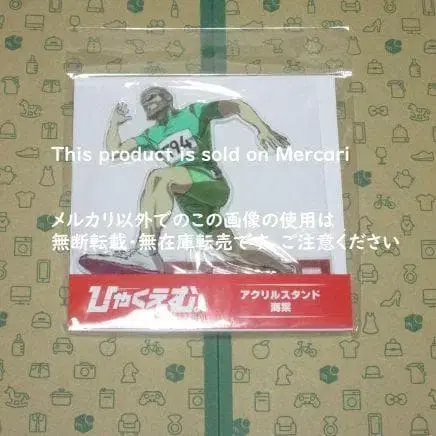 594
This product is sold on Mercari
メルカリ以外でのこの画像の使用は
無断転載・無在庫転売です。ご注意ください
ひゃくえむ。
アクリルスタンド
海棠